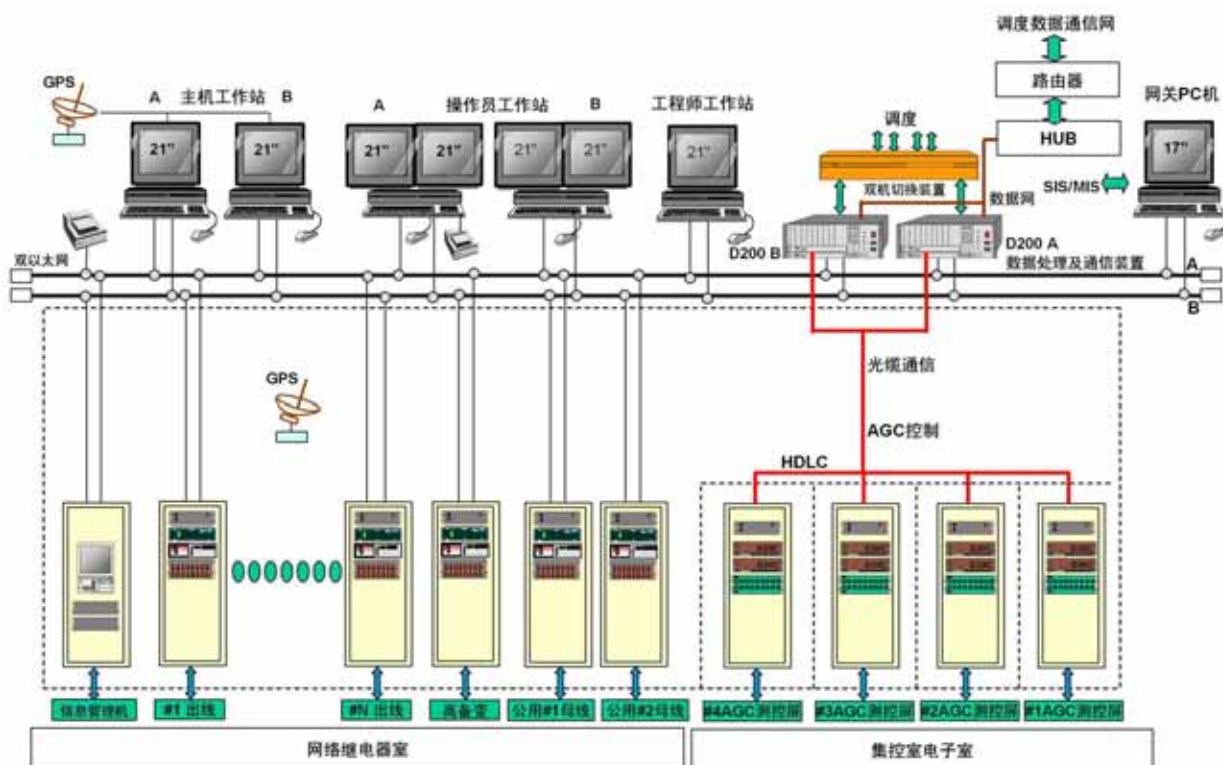 调度数据通信网
路由器
HUB
GPS
A
主机工作站
B
A
操作员工作站
B
工程师工作站
调度
网关PC机
21"
21"
21"
21"
21"
21"
21"
17"
双机切换装置
SIS/MIS
数据网
双以太网
D200 B
D200 A
数据处理及通信装置
A
B
GPS
光缆通信
AGC控制
HDLC
信息管理机
#1 出线
#N 出线
高备变
公用#1母线
公用#2母线
#4AGC测控屏
#3AGC测控屏
#2AGC测控屏
#1AGC测控屏
网络继电器室
集控室电子室